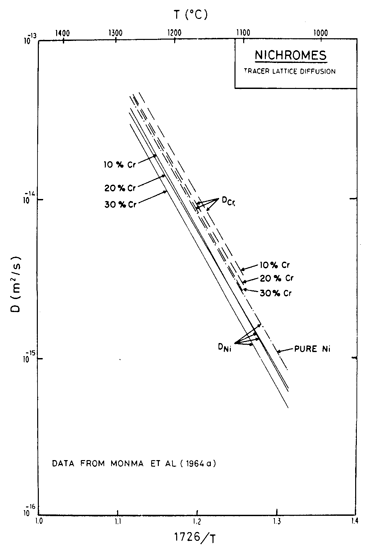 T (°C)
1400 1300 1200 1100 1000
10⁻¹³
NICHROMES
TRACER LATTICE DIFFUSION
10 % Cr
20 % Cr
30 % Cr
D_Cr
10⁻¹⁴
10 % Cr
20 % Cr
30 % Cr
D (m²/s)
D_Ni
PURE Ni
10⁻¹⁵
DATA FROM MONMA ET AL (1964 a)
10⁻¹⁶
1.0 1.1 1.2 1.3 1.4
1726/T